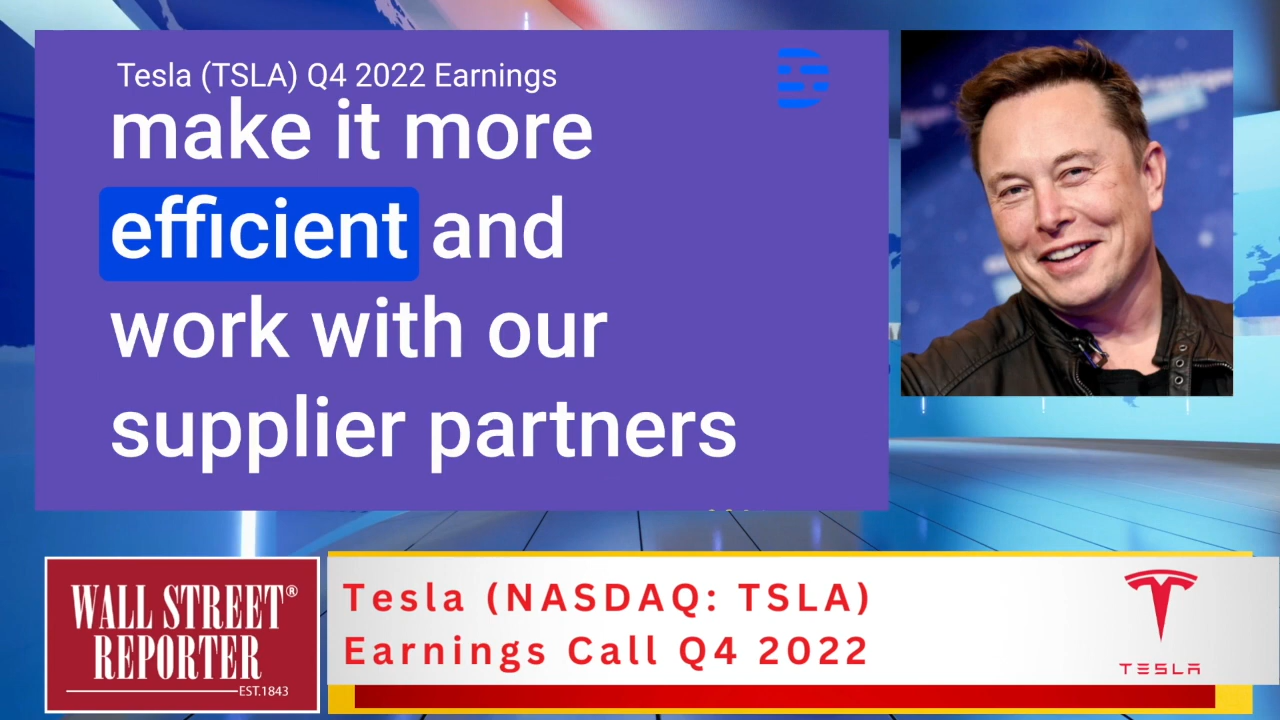 Tesla (TSLA) Q4 2022 Earnings
make it more
efficient and
work with our
supplier partners
WALL STREET®
REPORTER
EST.1843
Tesla (NASDAQ: TSLA)
Earnings Call Q4 2022
TESLA